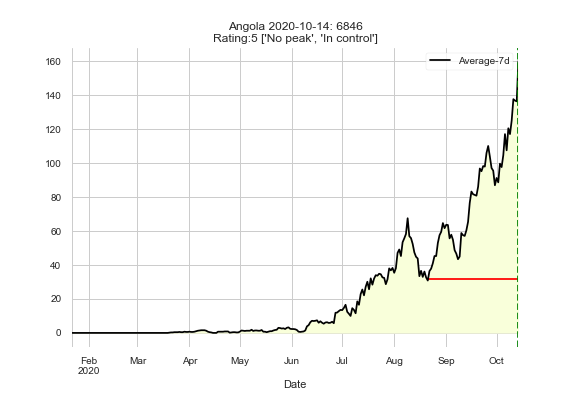 Angola 2020-10-14: 6846
Rating:5 ['No peak', 'In control']
Average-7d
160
140
120
100
80
60
40
20
0
Feb Mar Apr May Jun Jul Aug Sep Oct
2020
Date